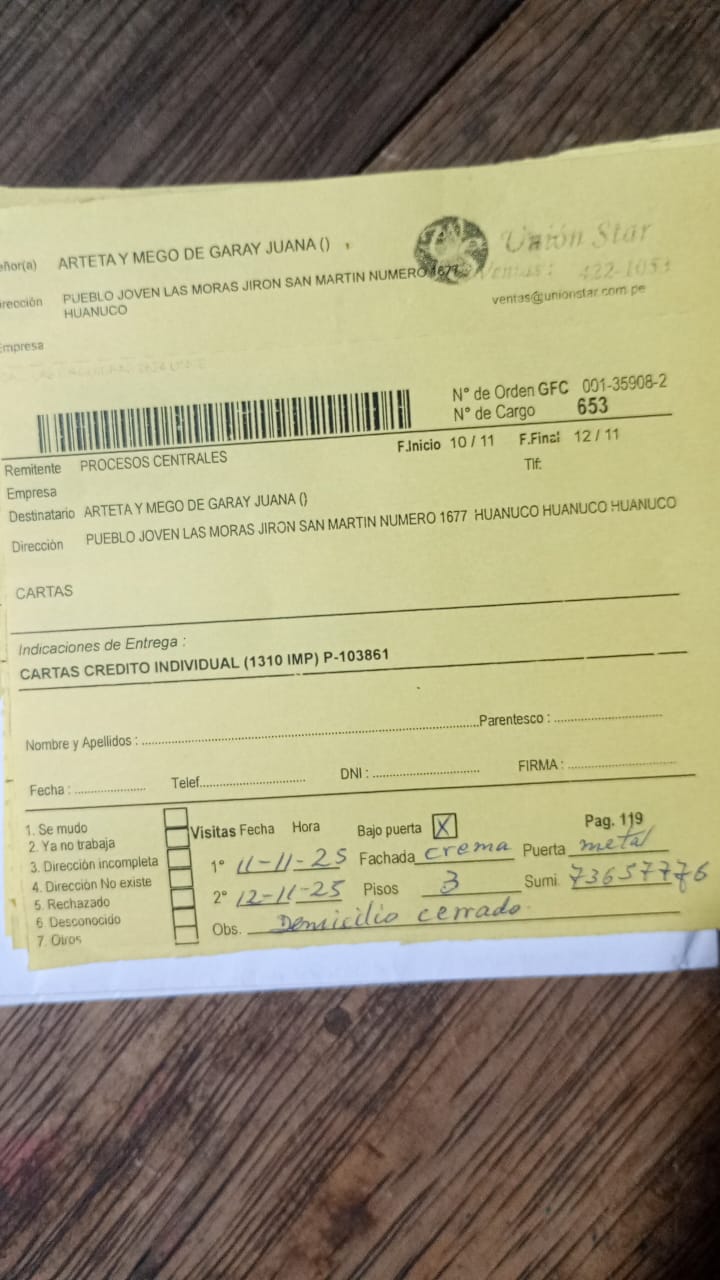 eñor(a) ARTETA Y MEGO DE GARAY JUANA ()
irección PUEBLO JOVEN LAS MORAS JIRON SAN MARTIN NUMERO 1677
HUANUCO
Empresa
Unión Star
Ventas: 422-1053
ventas@unionstar.com.pe
N° de Orden GFC 001-35908-2
N° de Cargo 653
Remitente PROCESOS CENTRALES
F.Inicio 10 / 11 F.Final 12 / 11
Empresa
Tlf:
Destinatario ARTETA Y MEGO DE GARAY JUANA ()
Dirección PUEBLO JOVEN LAS MORAS JIRON SAN MARTIN NUMERO 1677 HUANUCO HUANUCO HUANUCO
CARTAS
Indicaciones de Entrega :
CARTAS CREDITO INDIVIDUAL (1310 IMP) P-103861
Nombre y Apellidos : Parentesco :
Fecha : Telef. DNI : FIRMA :
1. Se mudo
2. Ya no trabaja
3. Dirección incompleta
4. Dirección No existe
5. Rechazado
6 Desconocido
7. Otros
Visitas Fecha Hora Bajo puerta X Pag. 119
1° 11-11-25 Fachada crema Puerta metal
2° 12-11-25 Pisos 3 Sumi. 73657776
Obs. Domicilio cerrado.